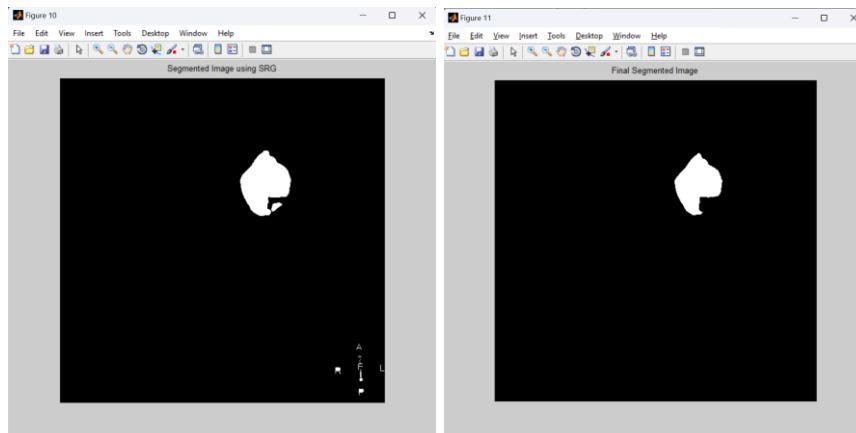 Figure 10
File Edit View Insert Tools Desktop Window Help
Segmented Image using SRG
A
F
R L
P
Figure 11
File Edit View Insert Tools Desktop Window Help
Final Segmented Image